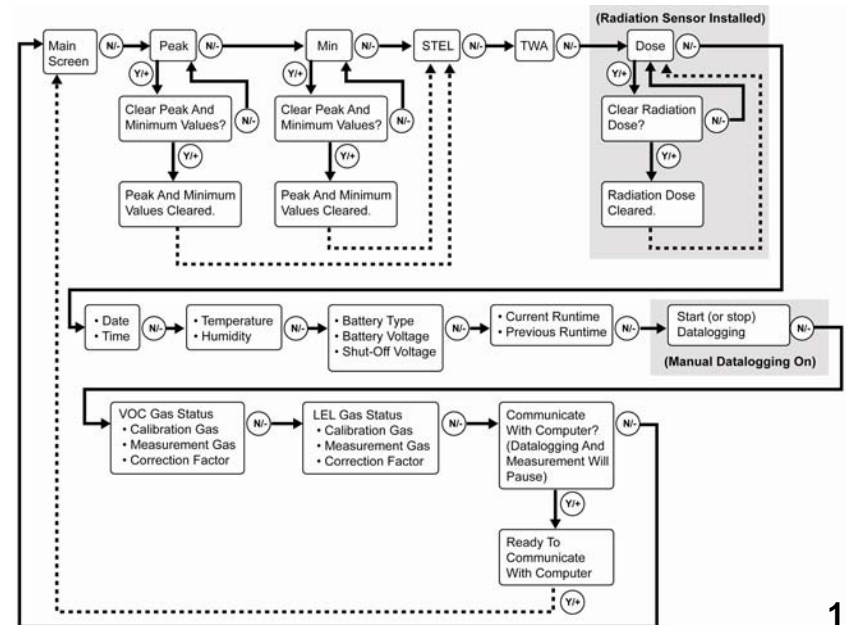 (Radiation Sensor Installed)
Main
Screen
N/-
Peak
N/-
Min
N/-
STEL
N/-
TWA
N/-
Dose
N/-
Y/+
Y/+
Y/+
Clear Peak And
Minimum Values?
N/-
Clear Peak And
Minimum Values?
N/-
Clear Radiation
Dose?
N/-
Y/+
Y/+
Y/+
Peak And Minimum
Values Cleared.
Peak And Minimum
Values Cleared.
Radiation Dose
Cleared.
• Date
• Time
N/-
• Temperature
• Humidity
N/-
• Battery Type
• Battery Voltage
• Shut-Off Voltage
N/-
• Current Runtime
• Previous Runtime
N/-
Start (or stop)
Datalogging
N/-
(Manual Datalogging On)
VOC Gas Status
• Calibration Gas
• Measurement Gas
• Correction Factor
N/-
LEL Gas Status
• Calibration Gas
• Measurement Gas
• Correction Factor
N/-
Communicate
With Computer?
(Datalogging And
Measurement Will
Pause)
N/-
Y/+
Ready To
Communicate
With Computer
Y/+
1